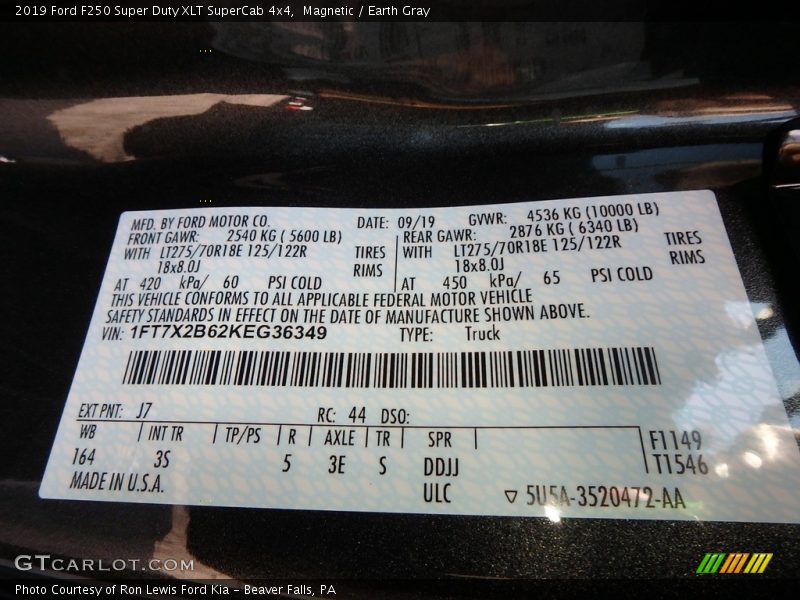 2019 Ford F250 Super Duty XLT SuperCab 4x4, Magnetic / Earth Gray
MFD. BY FORD MOTOR CO. DATE: 09/19 GVWR: 4536 KG (10000 LB)
FRONT GAWR: 2540 KG ( 5600 LB) REAR GAWR: 2876 KG ( 6340 LB)
WITH LT275/70R18E 125/122R TIRES WITH LT275/70R18E 125/122R TIRES
18x8.0J RIMS 18x8.0J RIMS
AT 420 kPa/ 60 PSI COLD AT 450 kPa/ 65 PSI COLD
THIS VEHICLE CONFORMS TO ALL APPLICABLE FEDERAL MOTOR VEHICLE
SAFETY STANDARDS IN EFFECT ON THE DATE OF MANUFACTURE SHOWN ABOVE.
VIN: 1FT7X2B62KEG36349 TYPE: Truck
EXT PNT: J7 RC: 44 DSO:
WB INT TR TP/PS R AXLE TR SPR F1149
164 3S 5 3E S DDJJ T1546
MADE IN U.S.A. ULC ▽ 5U5A-3520472-AA
GTCARLOT.COM
Photo Courtesy of Ron Lewis Ford Kia - Beaver Falls, PA